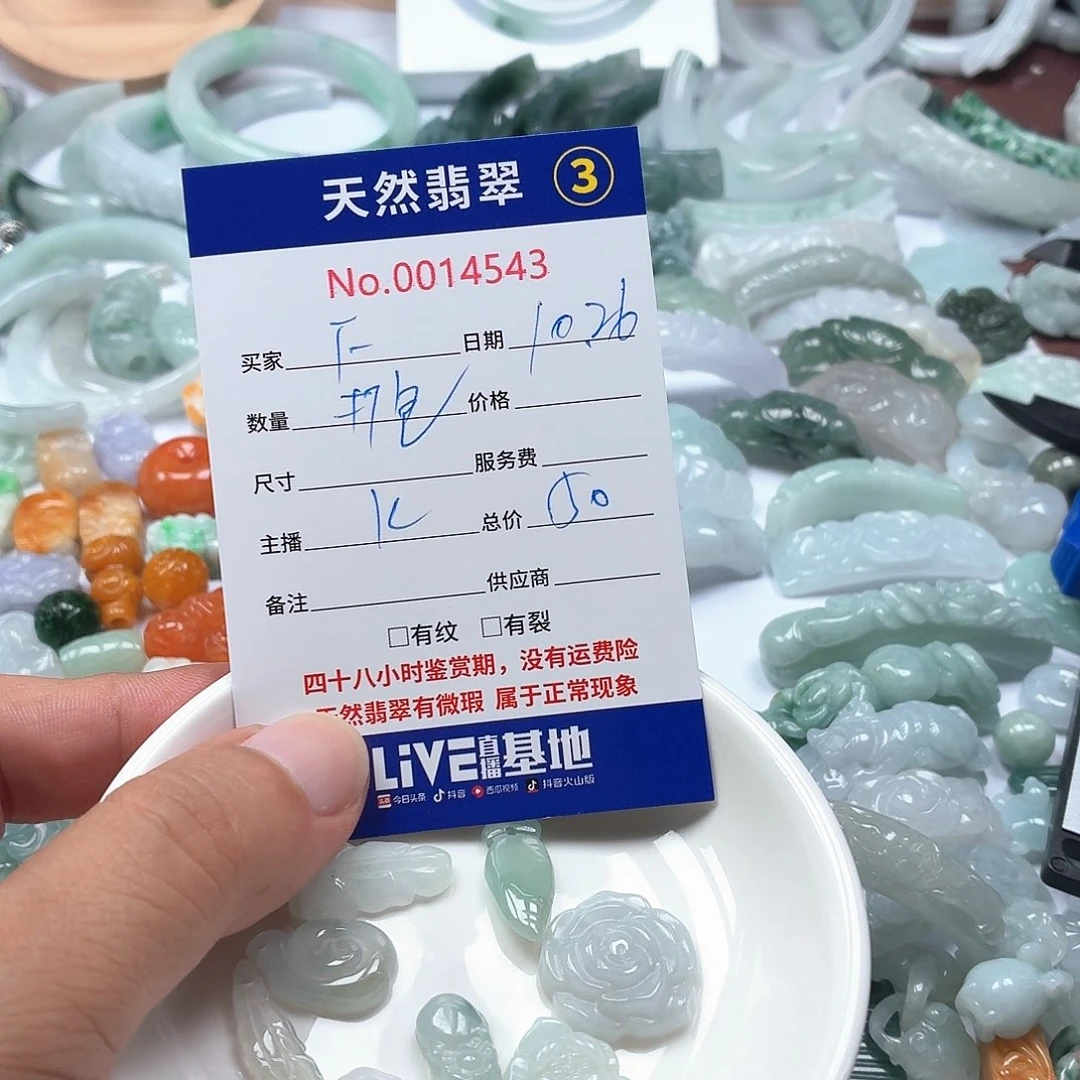 天然翡翠 3
No.0014543
买家 日期 10.26
数量 打包 价格
尺寸 服务费
主播 K 总价 150
备注 供应商
□有纹 □有裂
四十八小时鉴赏期，没有运费险
天然翡翠有微瑕 属于正常现象
LiVE直播基地
头条 今日头条 抖音 西瓜视频 抖音火山版